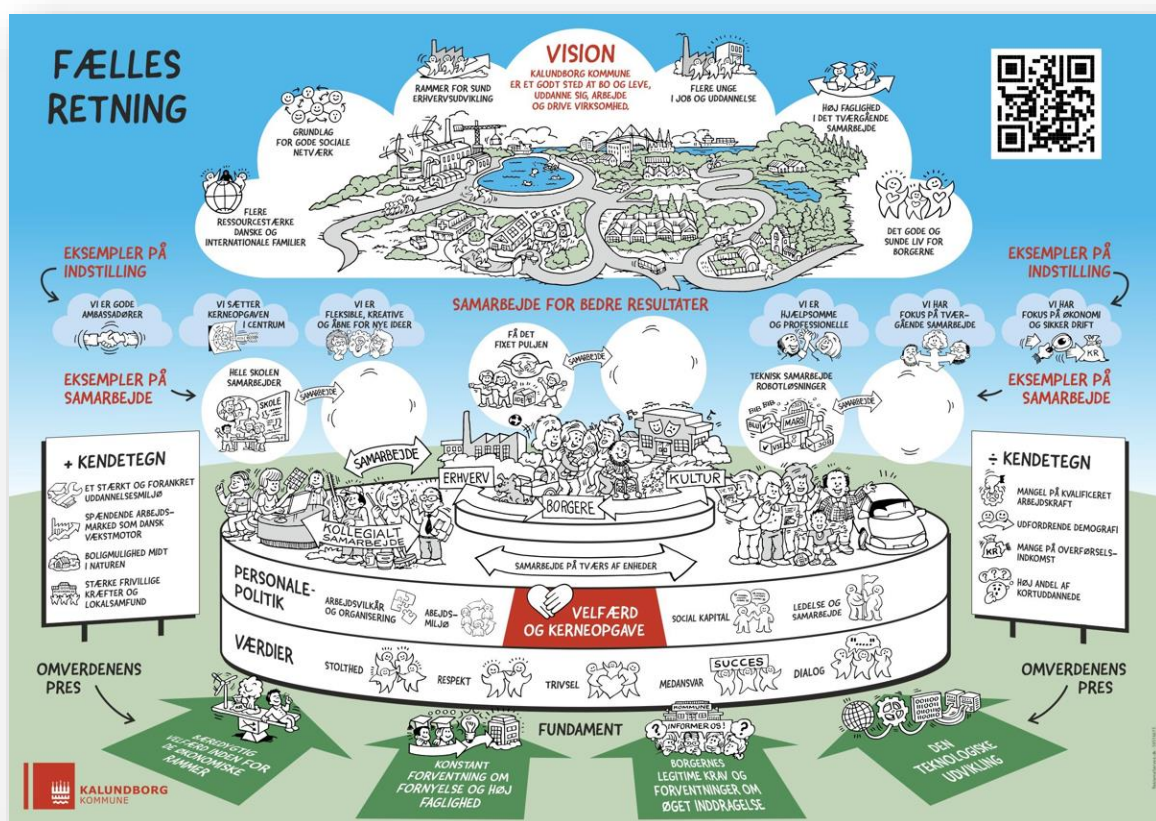 FÆLLES
RETNING
VISION
KALUNDBORG KOMMUNE
ER ET GODT STED AT BO OG LEVE,
UDDANNE SIG, ARBEJDE
OG DRIVE VIRKSOMHED.
RAMMER FOR SUND
ERHVERVSUDVIKLING
FLERE UNGE
I JOB OG UDDANNELSE
GRUNDLAG
FOR GODE SOCIALE
NETVÆRK
HØJ FAGLIGHED
I DET TVÆRGÅENDE
SAMARBEJDE
FLERE
RESSOURCESTÆRKE
DANSKE OG
INTERNATIONALE FAMILIER
DET GODE OG
SUNDE LIV FOR
BORGERNE
EKSEMPLER PÅ
INDSTILLING
EKSEMPLER PÅ
INDSTILLING
VI ER GODE
AMBASSADØRER
VI SÆTTER
KERNEOPGAVEN
I CENTRUM
VI ER
FLEKSIBLE, KREATIVE
OG ÅBNE FOR NYE IDEER
SAMARBEJDE FOR BEDRE RESULTATER
VI ER
HJÆLPSOMME
OG PROFESSIONELLE
VI HAR
FOKUS PÅ TVÆR-
GÅENDE SAMARBEJDE
VI HAR
FOKUS PÅ ØKONOMI
OG SIKKER DRIFT
KR
EKSEMPLER PÅ
SAMARBEJDE
HELE SKOLEN
SAMARBEJDER
SKOLE
SAMARBEJDE
FÅ DET
FIXET PULJEN
SAMARBEJDE
TEKNISK SAMARBEJDE
ROBOTLØSNINGER
MARS
SAMARBEJDE
EKSEMPLER PÅ
SAMARBEJDE
+ KENDETEGN
ET STÆRKT OG FORANKRET
UDDANNELSESMILJØ
SPÆNDENDE ARBEJDS-
MARKED SOM DANSK
VÆKSTMOTOR
BOLIGMULIGHED MIDT
I NATUREN
STÆRKE FRIVILLIGE
KRÆFTER OG
LOKALSAMFUND
÷ KENDETEGN
MANGEL PÅ KVALIFICERET
ARBEJDSKRAFT
UDFORDRENDE DEMOGRAFI
KR
MANGE PÅ OVERFØRSELS-
INDKOMST
HØJ ANDEL AF
KORTUDDANNEDE
SAMARBEJDE
ERHVERV
KULTUR
BORGERE
KOLLEGIALT
SAMARBEJDE
SAMARBEJDE PÅ TVÆRS AF ENHEDER
PERSONALE-
POLITIK
ARBEJDSVILKÅR
OG ORGANISERING
ABEJDS-
MILJØ
VELFÆRD
OG KERNEOPGAVE
SOCIAL KAPITAL
LEDELSE OG
SAMARBEJDE
VÆRDIER
STOLTHED
RESPEKT
TRIVSEL
MEDANSVAR
SUCCES
DIALOG
OMVERDENENS
PRES
OMVERDENENS
PRES
FUNDAMENT
BÆREDYGTIG
VELFÆRD INDEN FOR
DE ØKONOMISKE
RAMMER
KONSTANT
FORVENTNING OM
FORNYELSE OG HØJ
FAGLIGHED
KOMMUNE
INFORMER OS!
BORGERNES
LEGITIME KRAV OG
FORVENTNINGER OM
ØGET INDDRAGELSE
DEN
TEKNOLOGISKE
UDVIKLING
KALUNDBORG
KOMMUNE